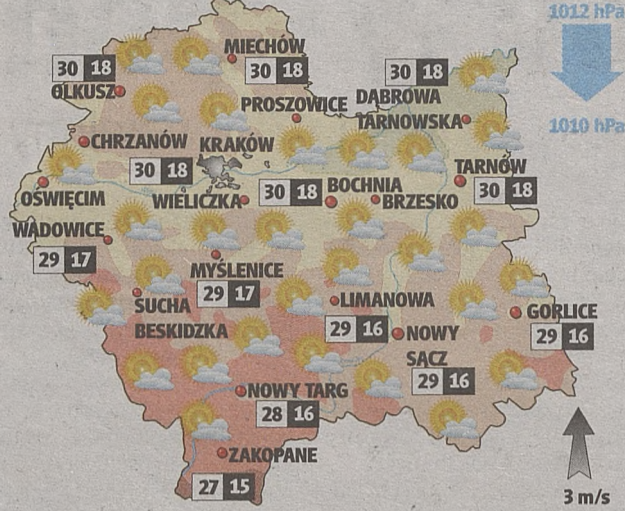 1012 hPa
1010 hPa
MIECHÓW
30 18
30 18
30 18
OLKUSZ
PROSZOWICE
DĄBROWA
TARNOWSKA
CHRZANÓW
KRAKÓW
30 18
TARNÓW
30 18
OŚWIĘCIM
WIELICZKA
30 18
BOCHNIA
BRZESKO
WADOWICE
29 17
MYŚLENICE
29 17
SUCHA
BESKIDZKA
LIMANOWA
29 16
GORLICE
29 16
NOWY
SĄCZ
29 16
NOWY TARG
28 16
ZAKOPANE
27 15
3 m/s